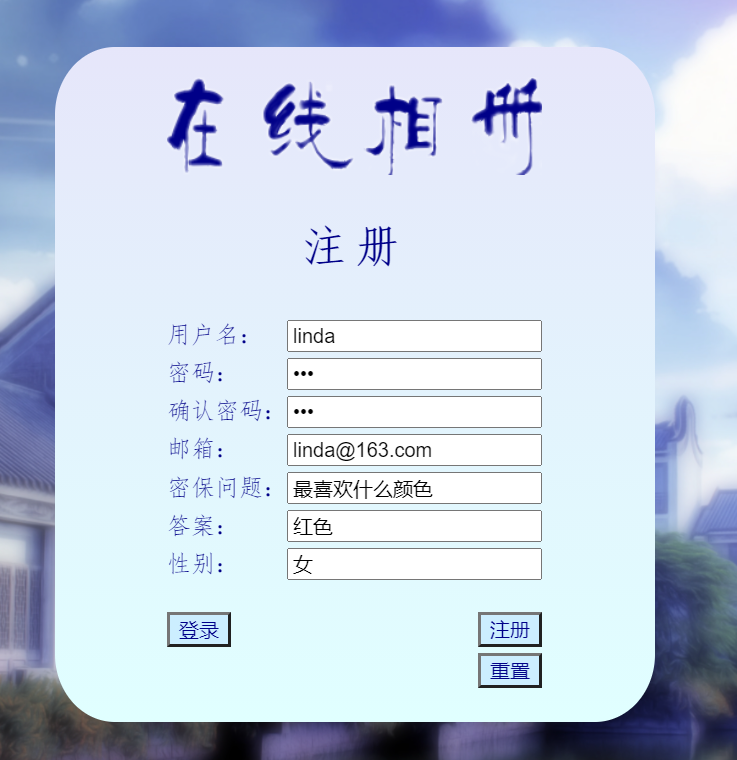 在线相册
注册
用户名： linda
密码： •••
确认密码： •••
邮箱： linda@163.com
密保问题： 最喜欢什么颜色
答案： 红色
性别： 女
登录 注册
重置